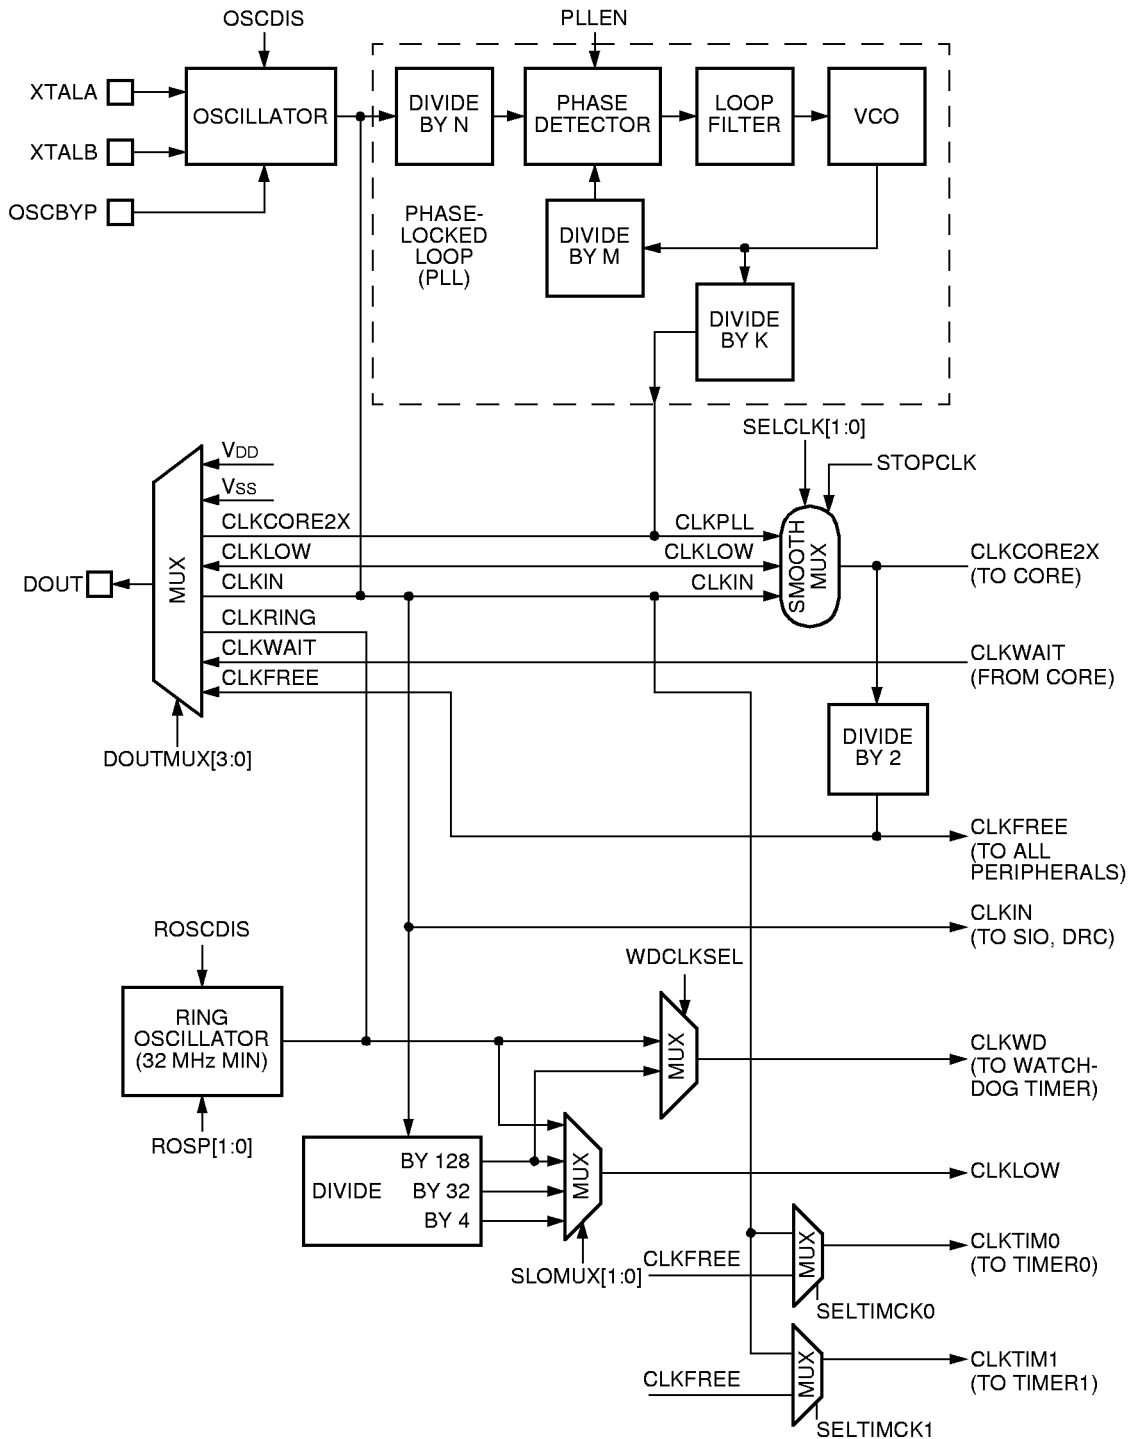 OSCDIS
PLLEN
XTALA
XTALB
OSCBYP
OSCILLATOR
DIVIDE
BY N
PHASE
DETECTOR
LOOP
FILTER
VCO
PHASE-
LOCKED
LOOP
(PLL)
DIVIDE
BY M
DIVIDE
BY K
SELCLK[1:0]
STOPCLK
VDD
VSS
CLKCORE2X
CLKLOW
CLKIN
CLKRING
CLKWAIT
CLKFREE
DOUT
MUX
DOUTMUX[3:0]
CLKPLL
CLKLOW
CLKIN
SMOOTH
MUX
CLKCORE2X
(TO CORE)
CLKWAIT
(FROM CORE)
DIVIDE
BY 2
CLKFREE
(TO ALL
PERIPHERALS)
CLKIN
(TO SIO, DRC)
ROSCDIS
RING
OSCILLATOR
(32 MHz MIN)
ROSP[1:0]
WDCLKSEL
MUX
CLKWD
(TO WATCH-
DOG TIMER)
DIVIDE
BY 128
BY 32
BY 4
MUX
SLOMUX[1:0]
CLKLOW
CLKFREE
MUX
SELTIMCK0
CLKTIM0
(TO TIMER0)
CLKFREE
MUX
SELTIMCK1
CLKTIM1
(TO TIMER1)